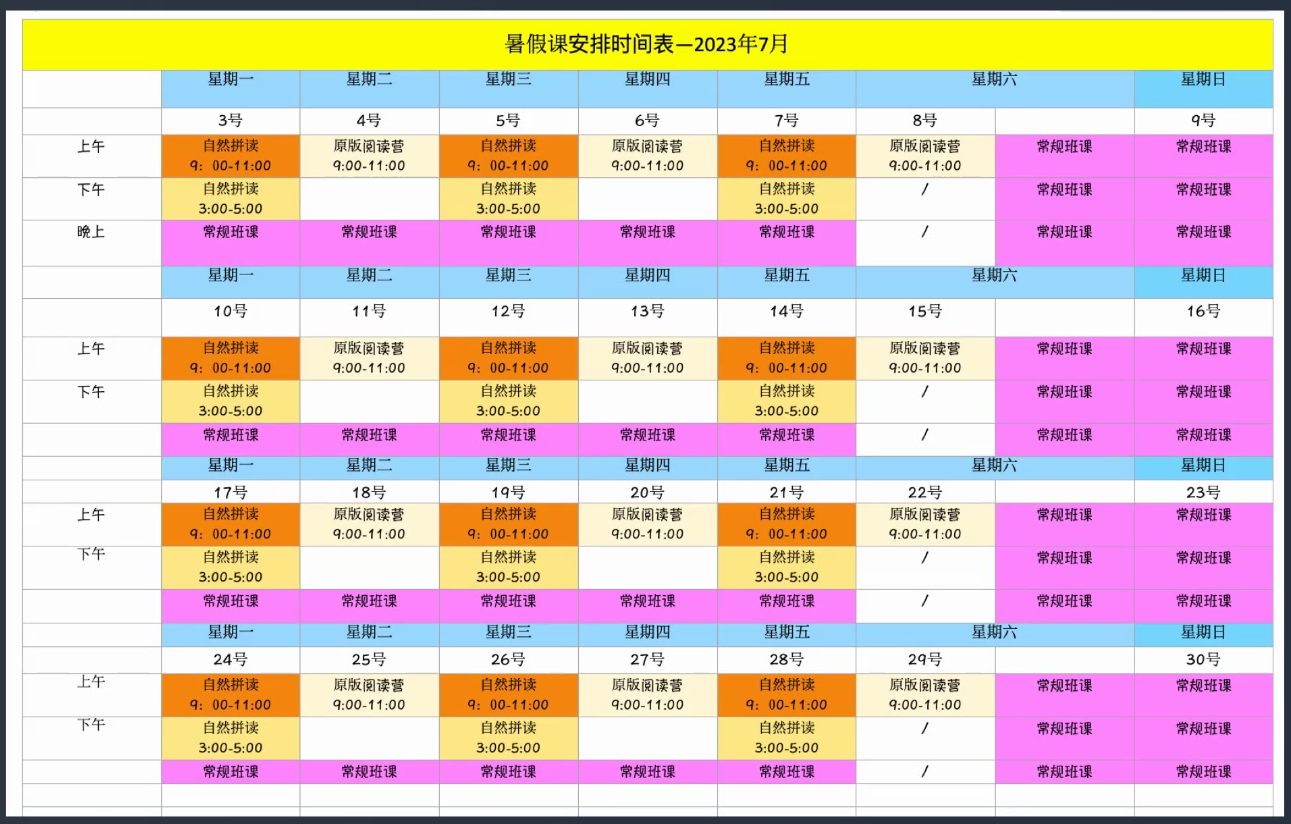 暑假课安排时间表—2023年7月
星期一 星期二 星期三 星期四 星期五 星期六 星期日
3号 4号 5号 6号 7号 8号 9号
上午 自然拼读 原版阅读营 自然拼读 原版阅读营 自然拼读 原版阅读营 常规班课 常规班课
9：00-11:00 9:00-11:00 9：00-11:00 9:00-11:00 9：00-11:00 9:00-11:00
下午 自然拼读 自然拼读 自然拼读 / 常规班课 常规班课
3:00-5:00 3:00-5:00 3:00-5:00
晚上 常规班课 常规班课 常规班课 常规班课 常规班课 / 常规班课 常规班课
星期一 星期二 星期三 星期四 星期五 星期六 星期日
10号 11号 12号 13号 14号 15号 16号
上午 自然拼读 原版阅读营 自然拼读 原版阅读营 自然拼读 原版阅读营 常规班课 常规班课
9：00-11:00 9:00-11:00 9：00-11:00 9:00-11:00 9：00-11:00 9:00-11:00
下午 自然拼读 自然拼读 自然拼读 / 常规班课 常规班课
3:00-5:00 3:00-5:00 3:00-5:00
常规班课 常规班课 常规班课 常规班课 常规班课 / 常规班课 常规班课
星期一 星期二 星期三 星期四 星期五 星期六 星期日
17号 18号 19号 20号 21号 22号 23号
上午 自然拼读 原版阅读营 自然拼读 原版阅读营 自然拼读 原版阅读营 常规班课 常规班课
9：00-11:00 9:00-11:00 9：00-11:00 9:00-11:00 9：00-11:00 9:00-11:00
下午 自然拼读 自然拼读 自然拼读 / 常规班课 常规班课
3:00-5:00 3:00-5:00 3:00-5:00
常规班课 常规班课 常规班课 常规班课 常规班课 / 常规班课 常规班课
星期一 星期二 星期三 星期四 星期五 星期六 星期日
24号 25号 26号 27号 28号 29号 30号
上午 自然拼读 原版阅读营 自然拼读 原版阅读营 自然拼读 原版阅读营 常规班课 常规班课
9：00-11:00 9:00-11:00 9：00-11:00 9:00-11:00 9：00-11:00 9:00-11:00
下午 自然拼读 自然拼读 自然拼读 / 常规班课 常规班课
3:00-5:00 3:00-5:00 3:00-5:00
常规班课 常规班课 常规班课 常规班课 常规班课 / 常规班课 常规班课